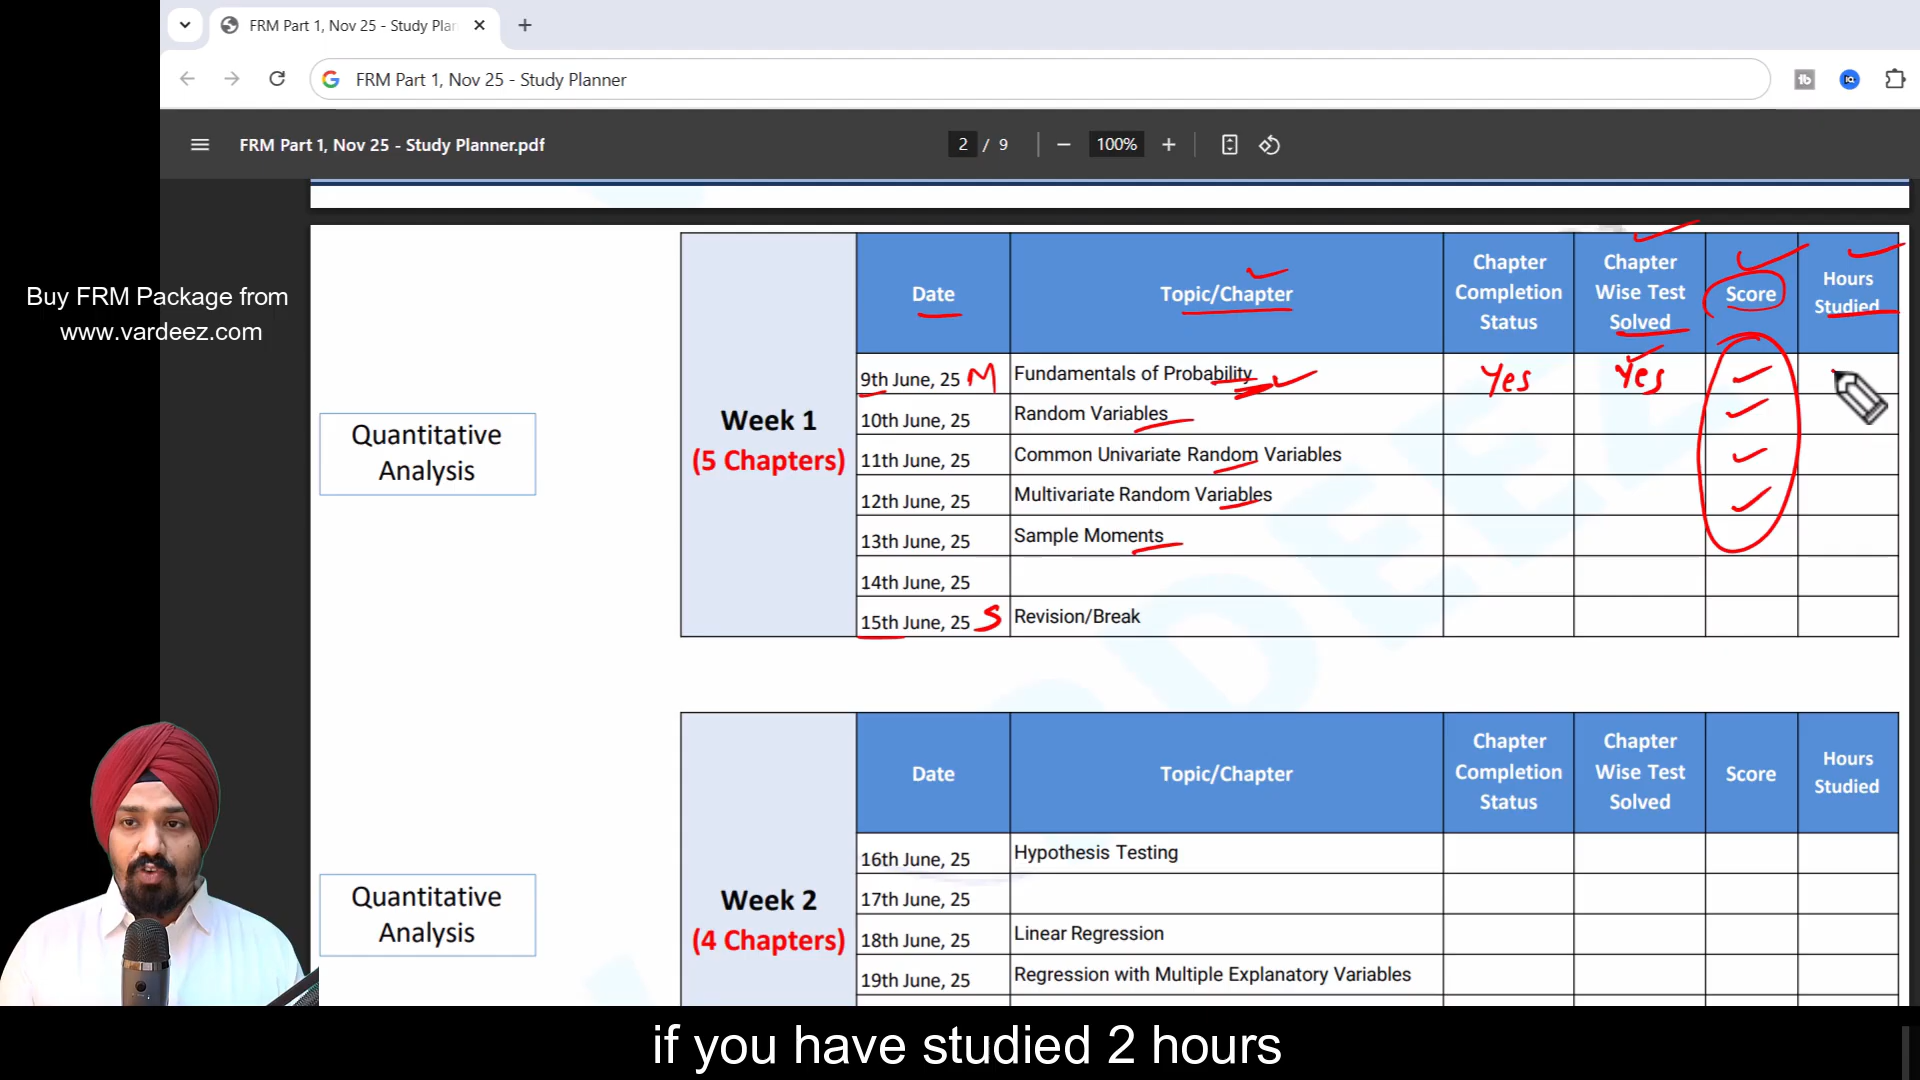 FRM Part 1, Nov 25 - Study Plan
FRM Part 1, Nov 25 - Study Planner
FRM Part 1, Nov 25 - Study Planner.pdf
2 / 9
100%
Buy FRM Package from
www.vardeez.com
Quantitative
Analysis
Week 1
(5 Chapters)
Date
Topic/Chapter
Chapter
Completion
Status
Chapter
Wise Test
Solved
Score
Hours
Studied
9th June, 25 M Fundamentals of Probability Yes Yes
10th June, 25 Random Variables
11th June, 25 Common Univariate Random Variables
12th June, 25 Multivariate Random Variables
13th June, 25 Sample Moments
14th June, 25
15th June, 25 S Revision/Break
Quantitative
Analysis
Week 2
(4 Chapters)
Date
Topic/Chapter
Chapter
Completion
Status
Chapter
Wise Test
Solved
Score
Hours
Studied
16th June, 25 Hypothesis Testing
17th June, 25
18th June, 25 Linear Regression
19th June, 25 Regression with Multiple Explanatory Variables
if you have studied 2 hours